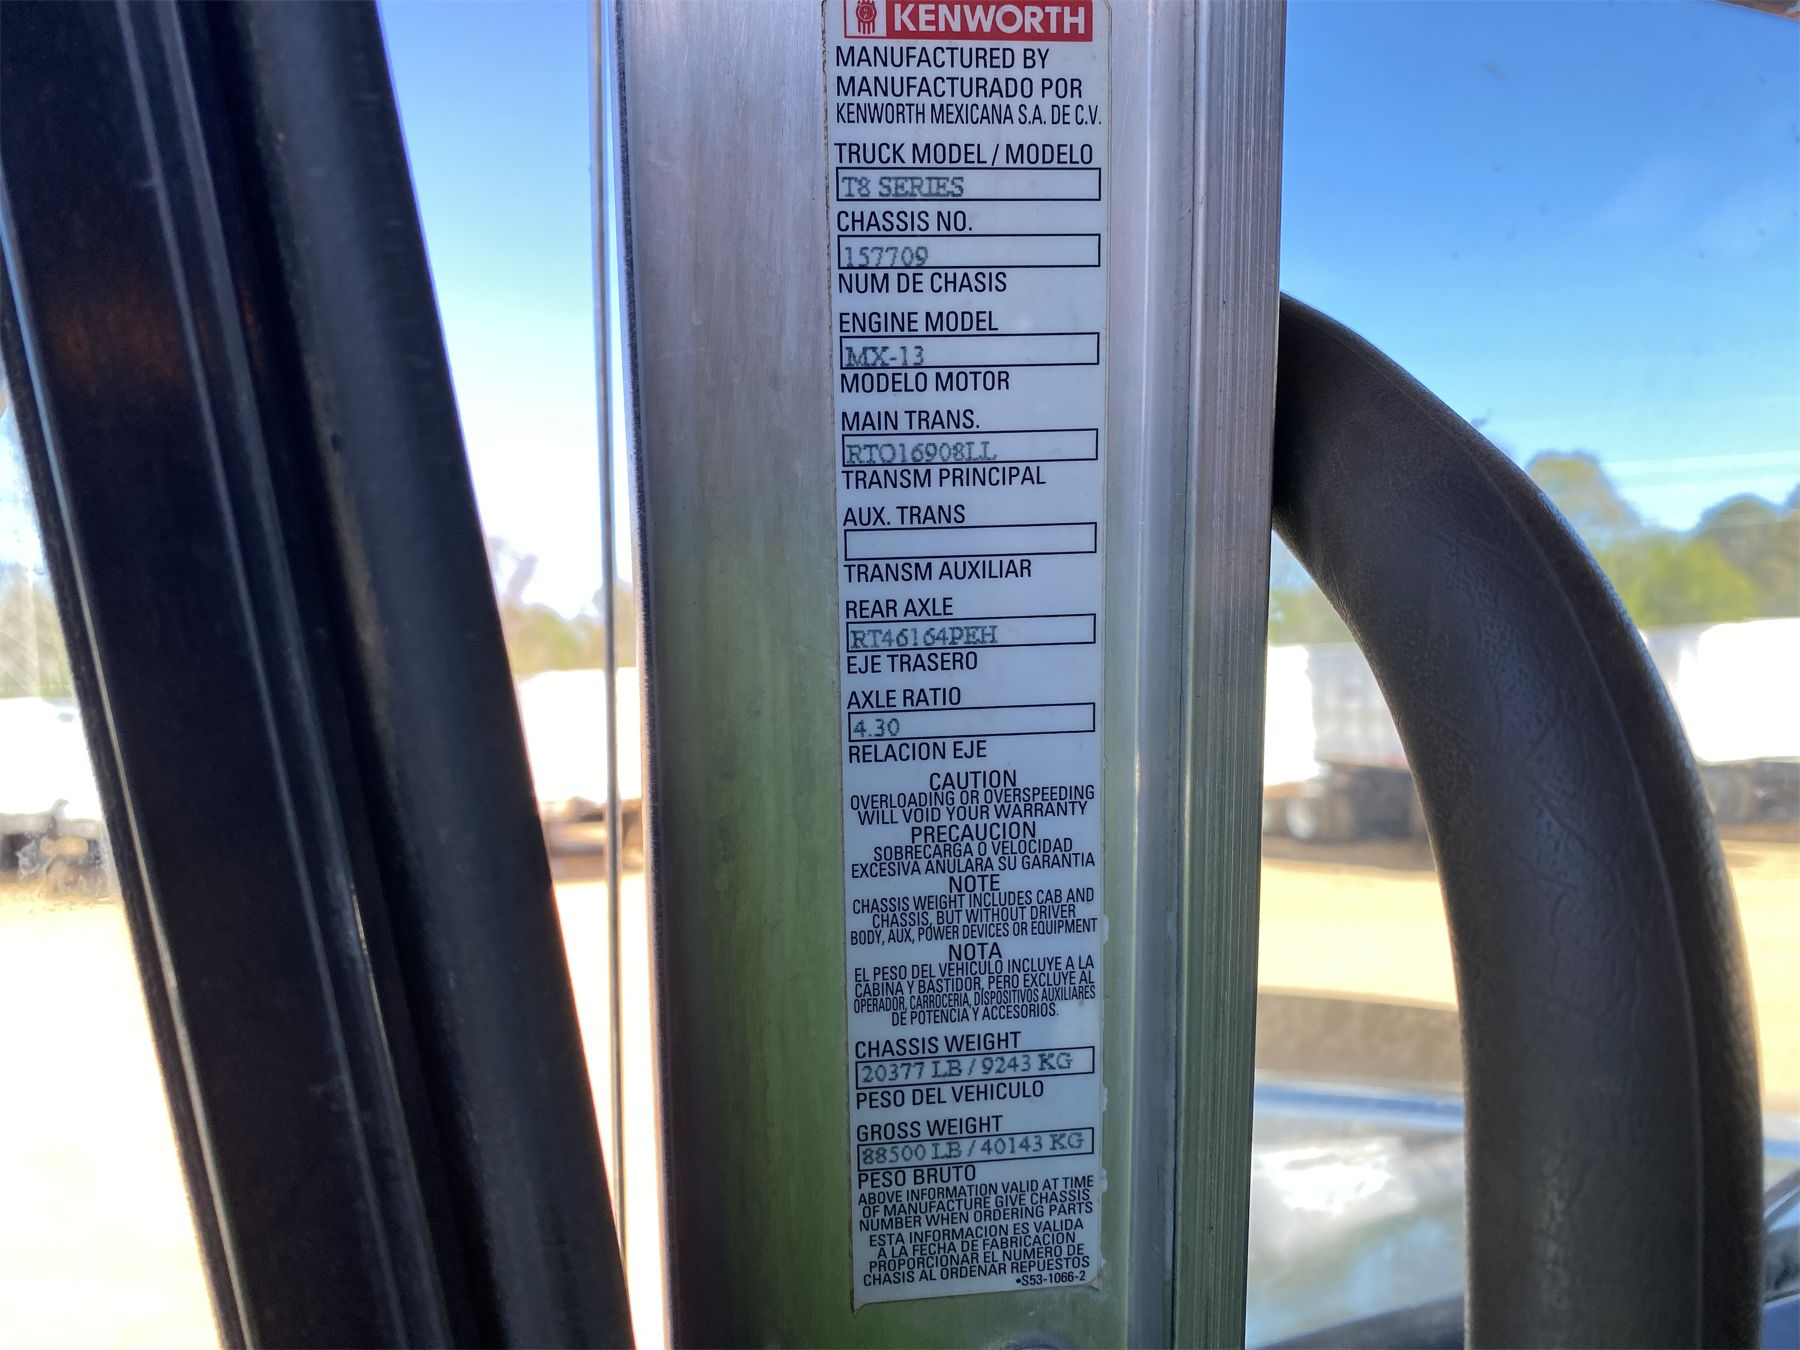 KENWORTH
MANUFACTURED BY
MANUFACTURADO POR
KENWORTH MEXICANA S.A. DE C.V.
TRUCK MODEL / MODELO
T8 SERIES
CHASSIS NO.
157709
NUM DE CHASIS
ENGINE MODEL
MX-13
MODELO MOTOR
MAIN TRANS.
RTO16908LL
TRANSM PRINCIPAL
AUX. TRANS
TRANSM AUXILIAR
REAR AXLE
RT46164PEH
EJE TRASERO
AXLE RATIO
4.30
RELACION EJE
CAUTION
OVERLOADING OR OVERSPEEDING
WILL VOID YOUR WARRANTY
PRECAUCION
SOBRECARGA O VELOCIDAD
EXCESIVA ANULARA SU GARANTIA
NOTE
CHASSIS WEIGHT INCLUDES CAB AND
CHASSIS, BUT WITHOUT DRIVER
BODY, AUX, POWER DEVICES OR EQUIPMENT
NOTA
EL PESO DEL VEHICULO INCLUYE A LA
CABINA Y BASTIDOR, PERO EXCLUYE AL
OPERADOR, CARROCERIA, DISPOSITIVOS AUXILIARES
DE POTENCIA Y ACCESORIOS.
CHASSIS WEIGHT
20377 LB / 9243 KG
PESO DEL VEHICULO
GROSS WEIGHT
88500 LB / 40143 KG
PESO BRUTO
ABOVE INFORMATION VALID AT TIME
OF MANUFACTURE GIVE CHASSIS
NUMBER WHEN ORDERING PARTS
ESTA INFORMACION ES VALIDA
A LA FECHA DE FABRICACION
PROPORCIONAR EL NUMERO DE
CHASIS AL ORDENAR REPUESTOS
•S53-1066-2